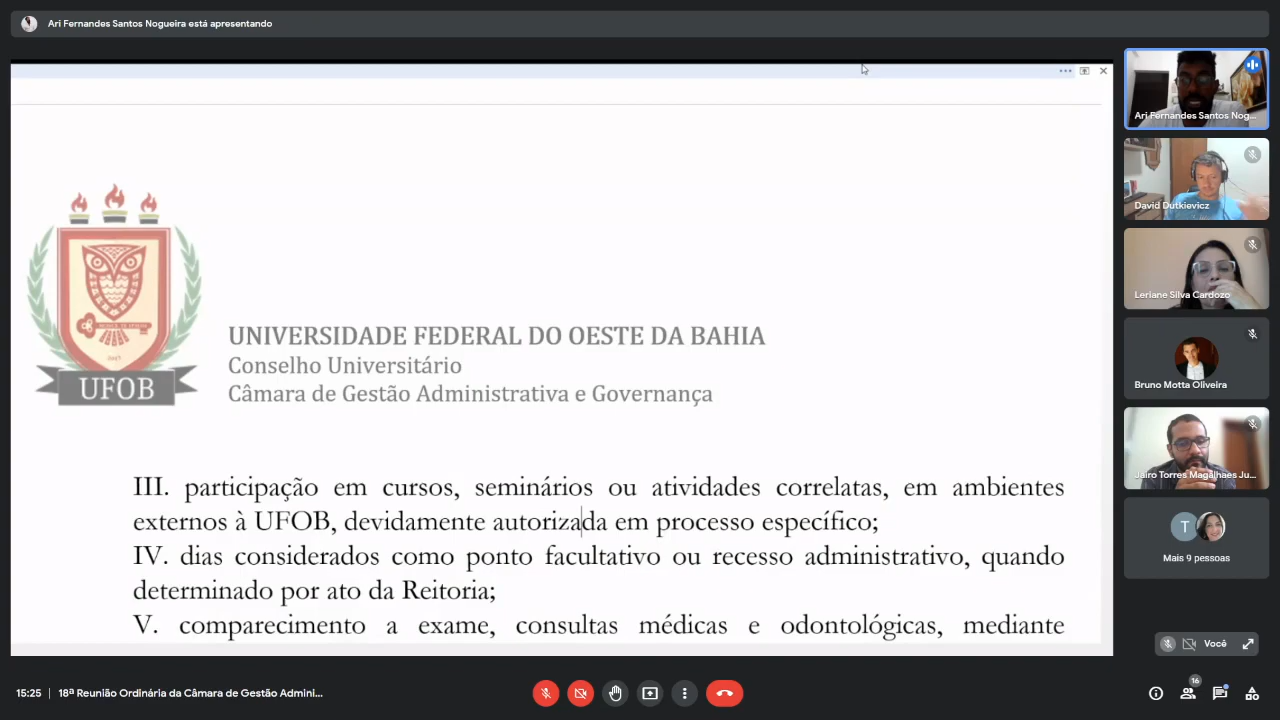 Ari Fernandes Santos Nogueira está apresentando
UFOB
UNIVERSIDADE FEDERAL DO OESTE DA BAHIA
Conselho Universitário
Câmara de Gestão Administrativa e Governança
III. participação em cursos, seminários ou atividades correlatas, em ambientes
externos à UFOB, devidamente autorizada em processo específico;
IV. dias considerados como ponto facultativo ou recesso administrativo, quando
determinado por ato da Reitoria;
V. comparecimento a exame, consultas médicas e odontológicas, mediante
Ari Fernandes Santos Nog...
David Dutkievicz
Leriane Silva Cardozo
Bruno Motta Oliveira
Jairo Torres Magalhaes Ju...
T
Mais 9 pessoas
Você
15:25 | 18ª Reunião Ordinária da Câmara de Gestão Admini...
16